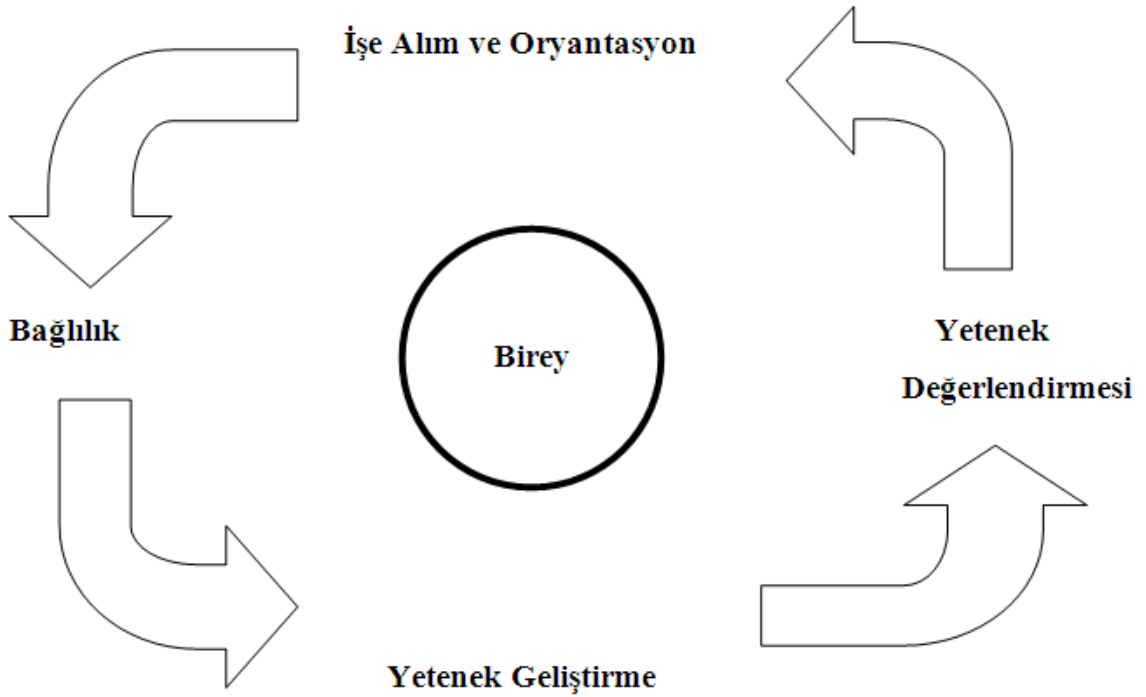 İşe Alım ve Oryantasyon
Bağlılık
Birey
Yetenek
Değerlendirmesi
Yetenek Geliştirme